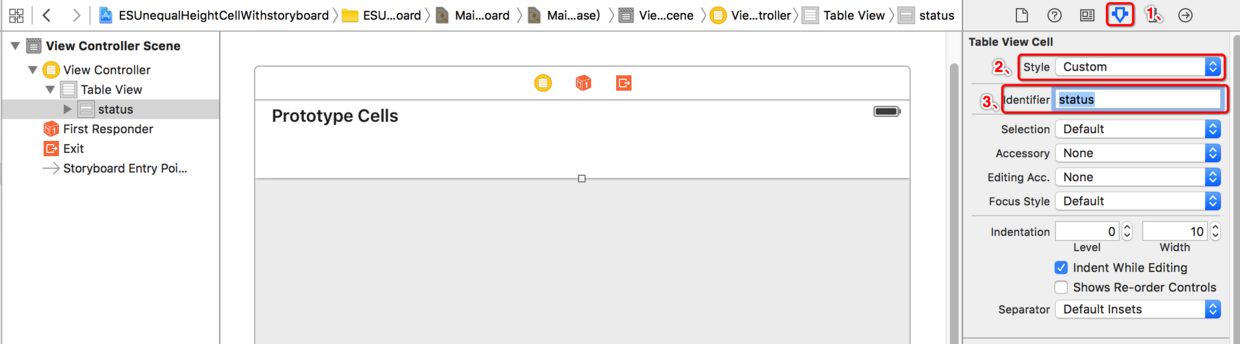 ESUnequalHeightCellWithstoryboard ESU...oard Mai...oard Mai...ase) Vie...cene Vie...troller Table View status
1
Table View Cell
View Controller Scene
View Controller
Table View
status
First Responder
Exit
Storyboard Entry Poi...
Prototype Cells
2 Style Custom
3 Identifier status
Selection Default
Accessory None
Editing Acc. None
Focus Style Default
Indentation 0 10
Level Width
Indent While Editing
Shows Re-order Controls
Separator Default Insets